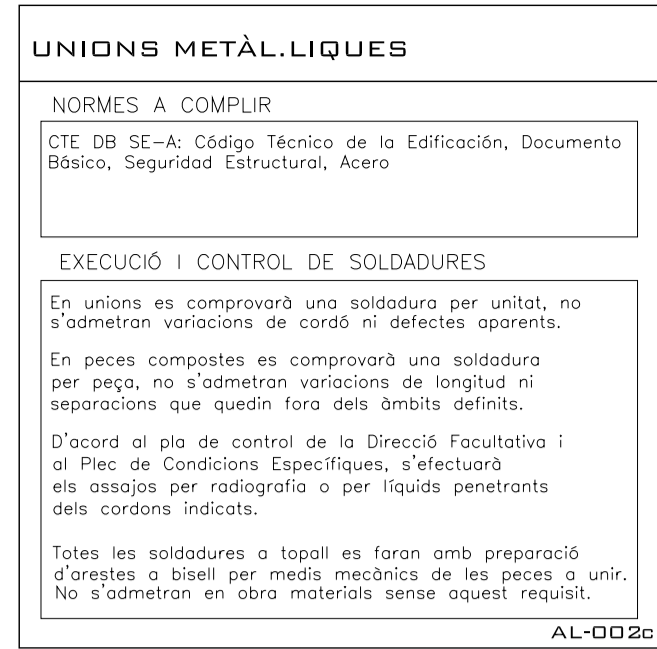 UNIONS METÀL.LIQUES
NORMES A COMPLIR
CTE DB SE-A: Código Técnico de la Edificación, Documento
Básico, Seguridad Estructural, Acero
EXECUCIÓ I CONTROL DE SOLDADURES
En unions es comprovarà una soldadura per unitat, no
s'admetran variacions de cordó ni defectes aparents.
En peces compostes es comprovarà una soldadura
per peça, no s'admetran variacions de longitud ni
separacions que quedin fora dels àmbits definits.
D'acord al pla de control de la Direcció Facultativa i
al Plec de Condicions Específiques, s'efectuarà
els assajos per radiografia o per líquids penetrants
dels cordons indicats.
Totes les soldadures a topall es faran amb preparació
d'arestes a bisell per medis mecànics de les peces a unir.
No s'admetran en obra materials sense aquest requisit.
AL-002c